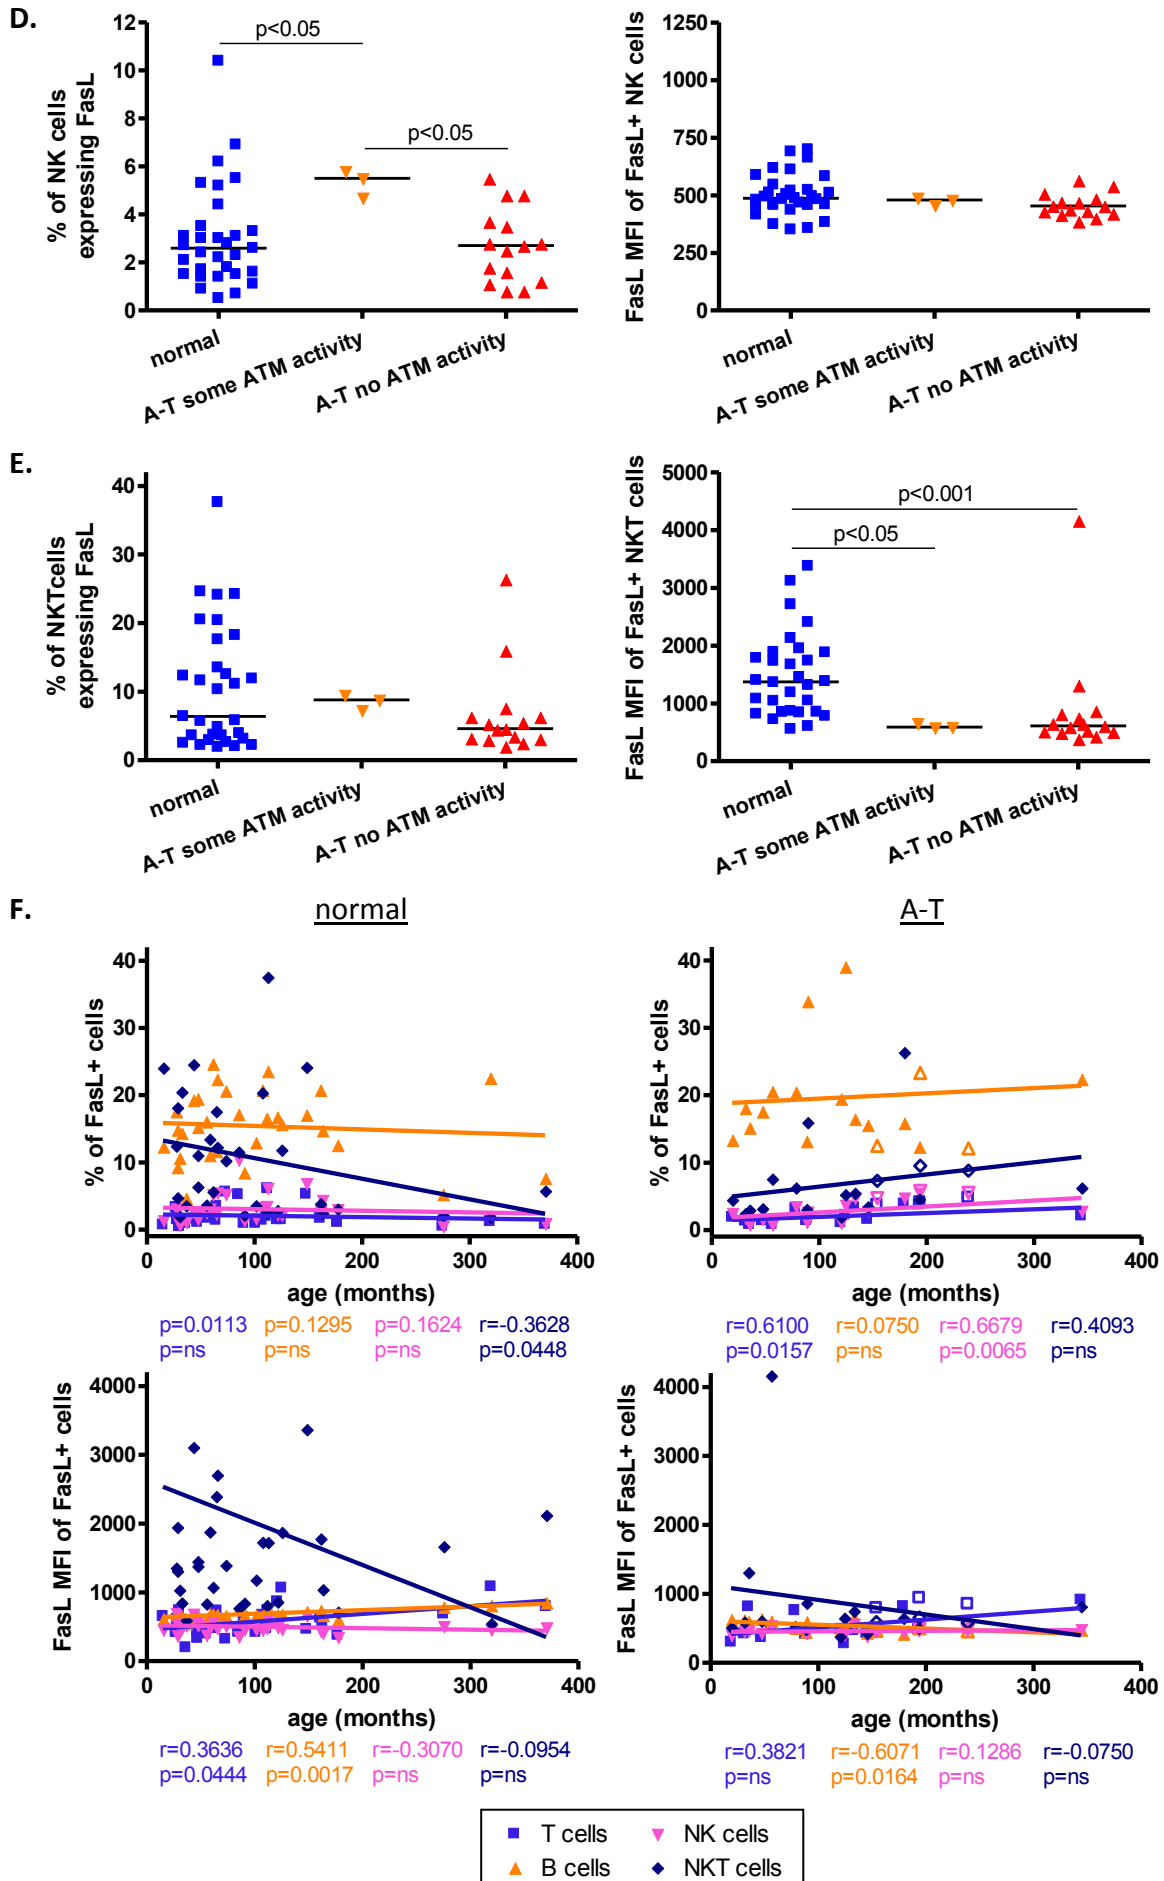 D.
% of NK cells
expressing FasL
12
10
8
6
4
2
0
p<0.05
p<0.05
normal
A-T some ATM activity
A-T no ATM activity
FasL MFI of FasL+ NK cells
1250
1000
750
500
250
0
normal
A-T some ATM activity
A-T no ATM activity
E.
% of NKTcells
expressing FasL
40
30
20
10
0
normal
A-T some ATM activity
A-T no ATM activity
FasL MFI of FasL+ NKT cells
5000
4000
3000
2000
1000
0
p<0.001
p<0.05
normal
A-T some ATM activity
A-T no ATM activity
F.
normal
A-T
% of FasL+ cells
40
30
20
10
0
0 100 200 300 400
age (months)
p=0.0113 p=0.1295 p=0.1624 r=-0.3628
p=ns p=ns p=ns p=0.0448
% of FasL+ cells
40
30
20
10
0
0 100 200 300 400
age (months)
r=0.6100 r=0.0750 r=0.6679 r=0.4093
p=0.0157 p=ns p=0.0065 p=ns
FasL MFI of FasL+ cells
4000
3000
2000
1000
0
0 100 200 300 400
age (months)
r=0.3636 r=0.5411 r=-0.3070 r=-0.0954
p=0.0444 p=0.0017 p=ns p=ns
FasL MFI of FasL+ cells
4000
3000
2000
1000
0
0 100 200 300 400
age (months)
r=0.3821 r=-0.6071 r=0.1286 r=-0.0750
p=ns p=0.0164 p=ns p=ns
T cells NK cells
B cells NKT cells